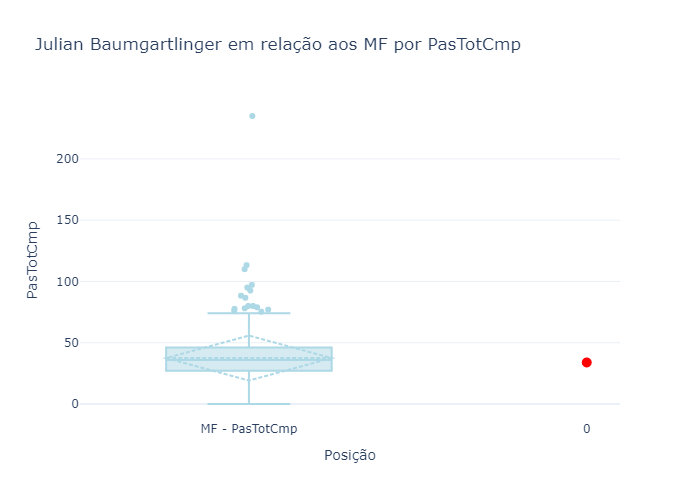 Julian Baumgartlinger em relação aos MF por PasTotCmp
PasTotCmp
200
150
100
50
0
MF - PasTotCmp
0
Posição